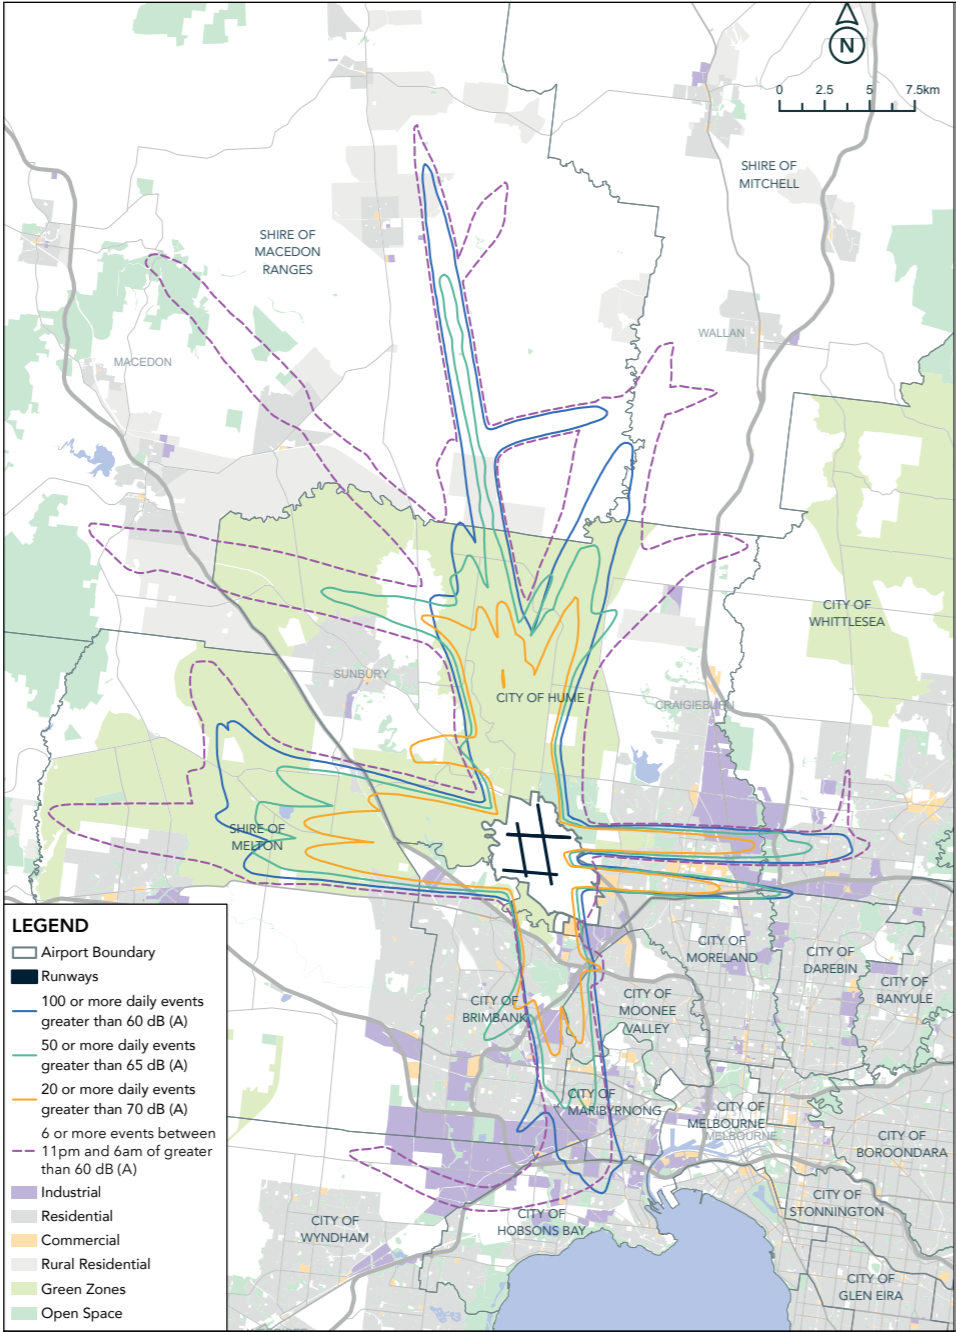 N
0 2.5 5 7.5km
SHIRE OF
MITCHELL
SHIRE OF
MACEDON
RANGES
WALLAN
MACEDON
CITY OF
WHITTLESEA
SUNBURY
CITY OF HUME
CRAIGIEBURN
SHIRE OF
MELTON
LEGEND
Airport Boundary
Runways
100 or more daily events
greater than 60 dB (A)
50 or more daily events
greater than 65 dB (A)
20 or more daily events
greater than 70 dB (A)
6 or more events between
11pm and 6am of greater
than 60 dB (A)
Industrial
Residential
Commercial
Rural Residential
Green Zones
Open Space
CITY OF
MORELAND
CITY OF
DAREBIN
CITY OF
BANYULE
CITY OF
BRIMBANK
CITY OF
MOONEE
VALLEY
CITY OF
MARIBYRNONG
CITY OF
MELBOURNE
MELBOURNE
CITY OF
BOROONDARA
CITY OF
STONNINGTON
CITY OF
WYNDHAM
CITY OF
HOBSONS BAY
CITY OF
GLEN EIRA